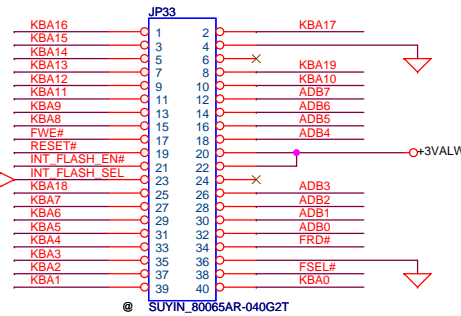 JP33
KBA16 1 2 KBA17
KBA15 3 4
KBA14 5 6
KBA13 7 8 KBA19
KBA12 9 10 KBA10
KBA11 11 12 ADB7
KBA9 13 14 ADB6
KBA8 15 16 ADB5
FWE# 17 18 ADB4
RESET# 19 20 +3VALW
INT_FLASH_EN# 21 22
INT_FLASH_SEL 23 24
KBA18 25 26 ADB3
KBA7 27 28 ADB2
KBA6 29 30 ADB1
KBA5 31 32 ADB0
KBA4 33 34 FRD#
KBA3 35 36
KBA2 37 38 FSEL#
KBA1 39 40 KBA0
@ SUYIN_80065AR-040G2T